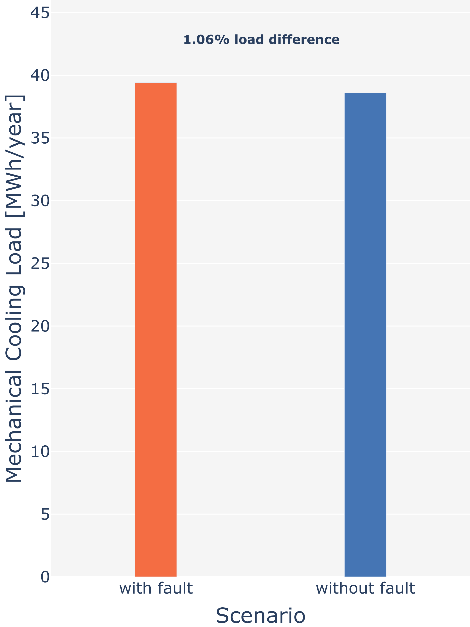 1.06% load difference
Mechanical Cooling Load [MWh/year]
45
40
35
30
25
20
15
10
5
0
with fault without fault
Scenario